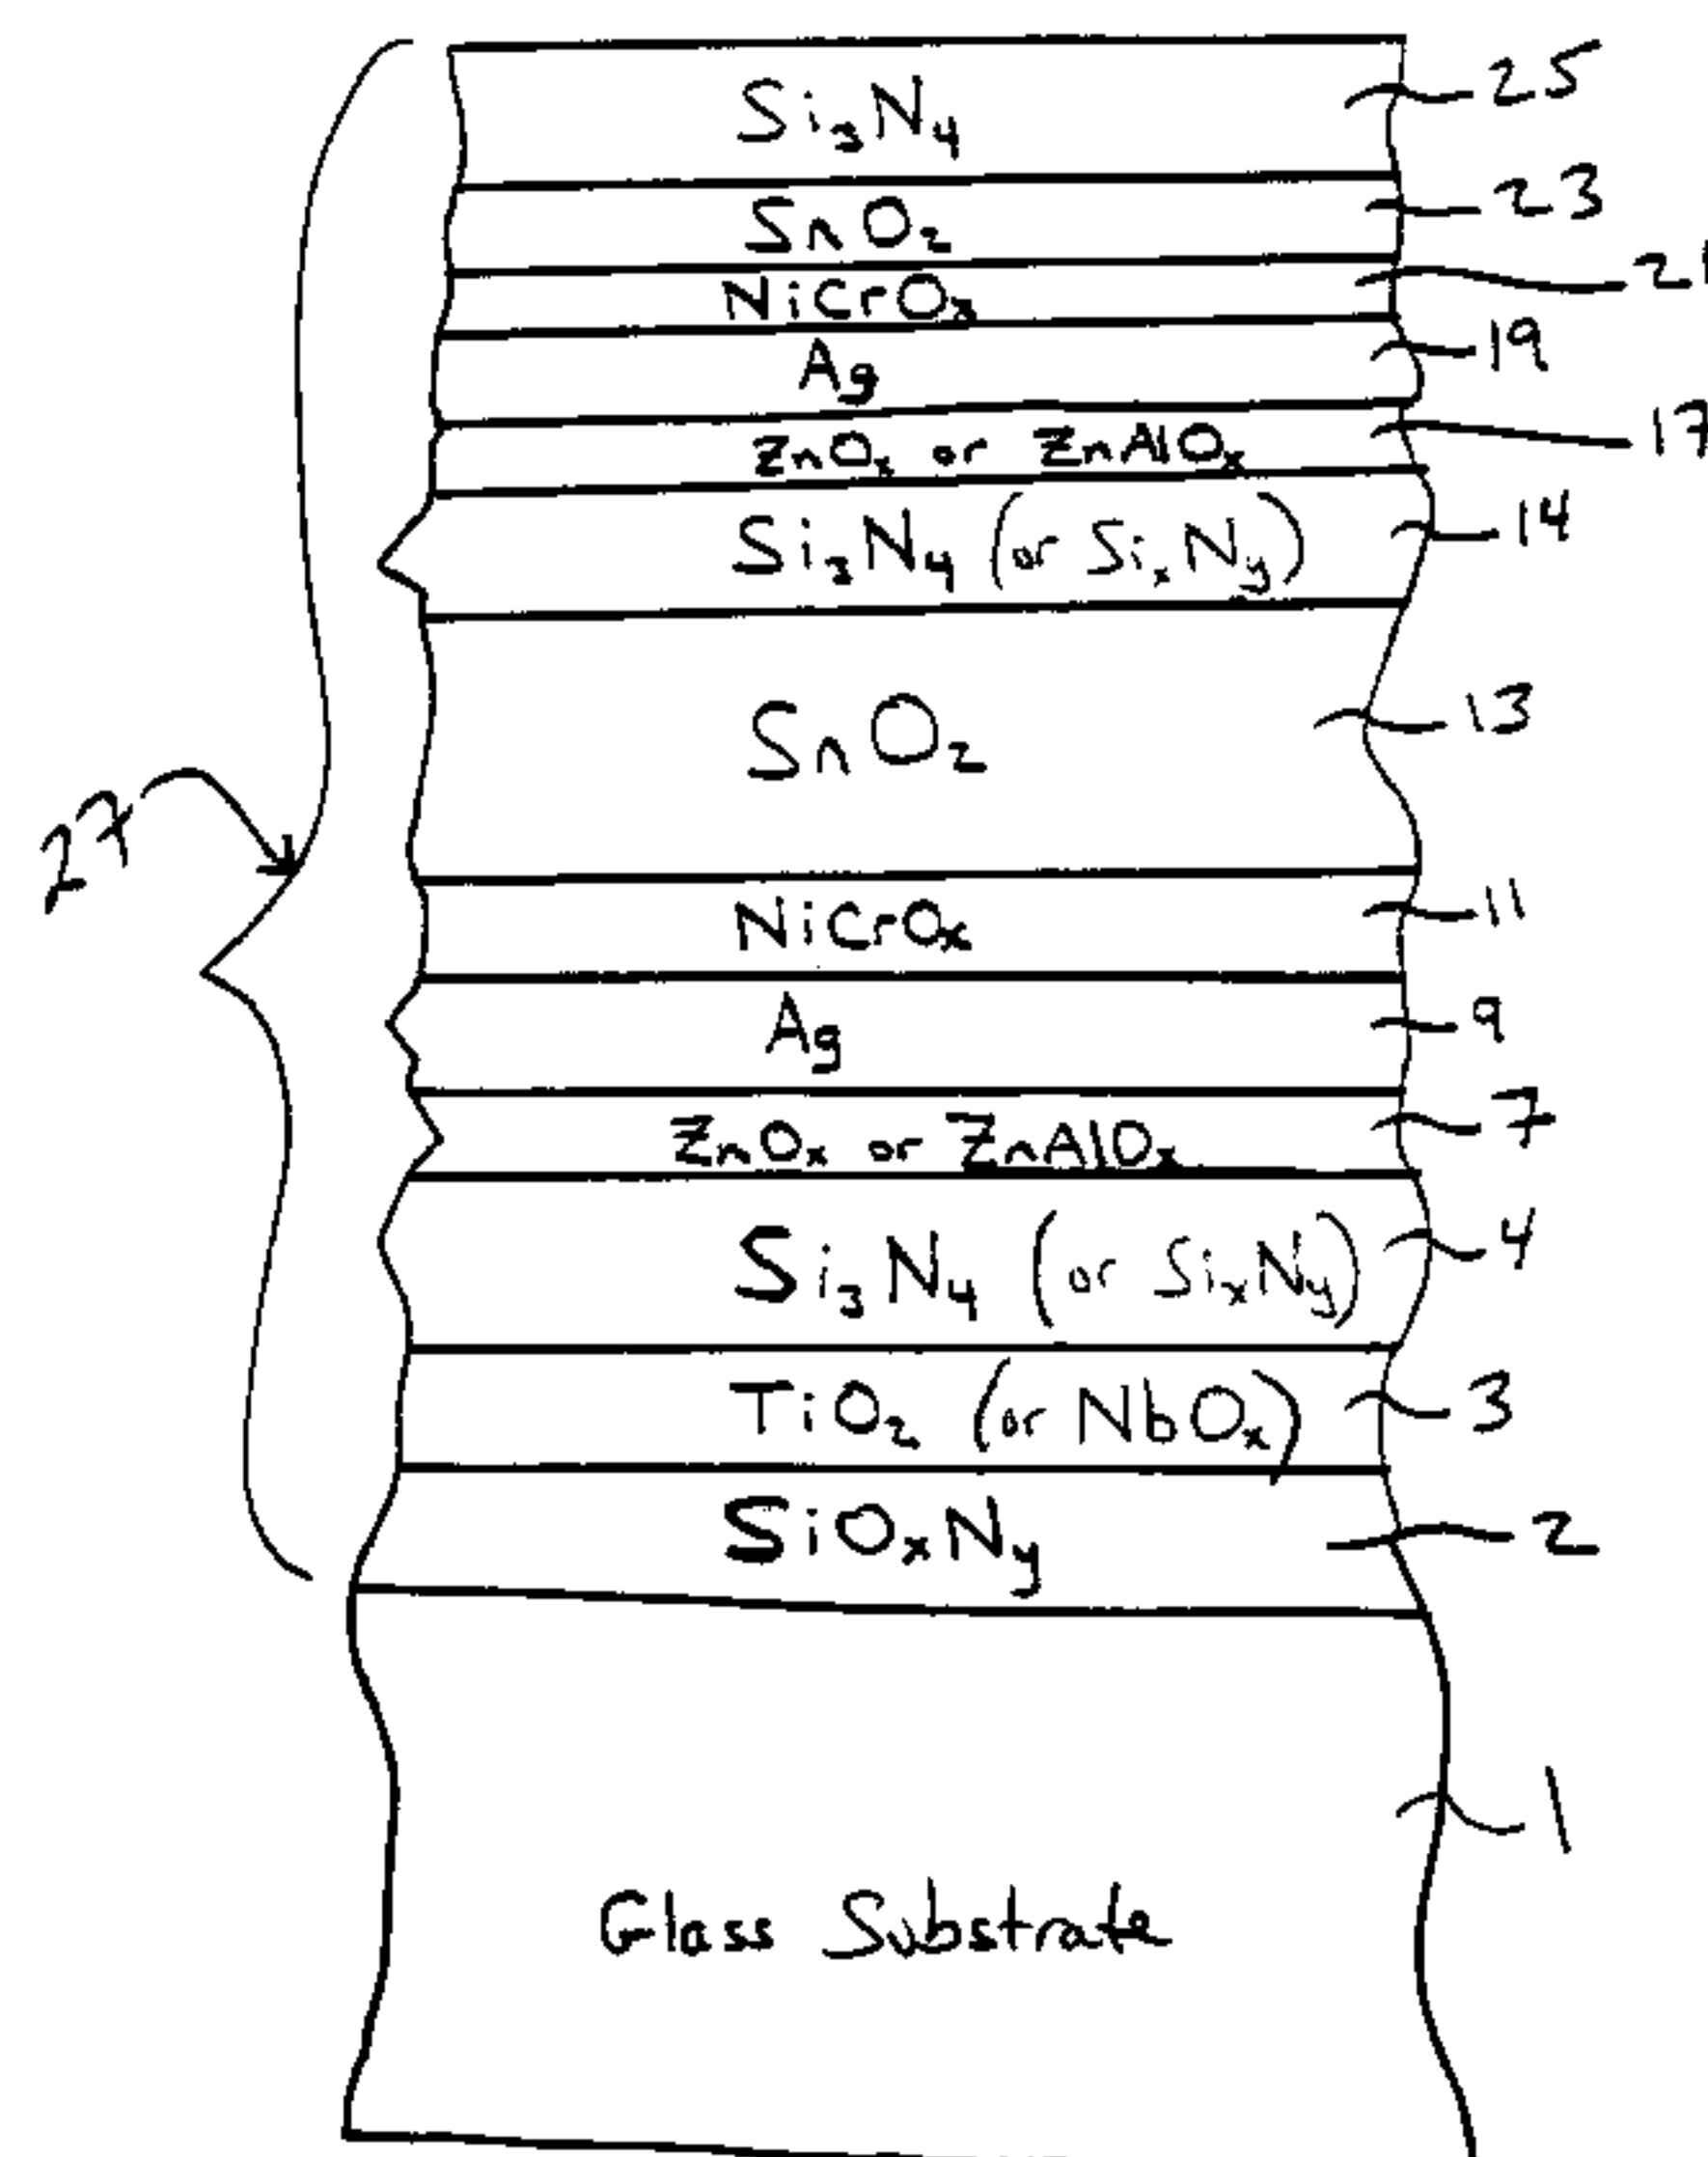 Si₃N₄ 25
SnO₂ 23
NiCrOₓ
Ag 19
ZnOₓ or ZnAlOₓ 17
Si₃N₄ (or SiₓNy) 14
SnO₂ 13
27
NiCrOₓ 11
Ag 9
ZnOₓ or ZnAlOₓ 7
Si₃N₄ (or SiₓNy) 4
TiO₂ (or NbOₓ) 3
SiOₓNy 2
1
Glass Substrate